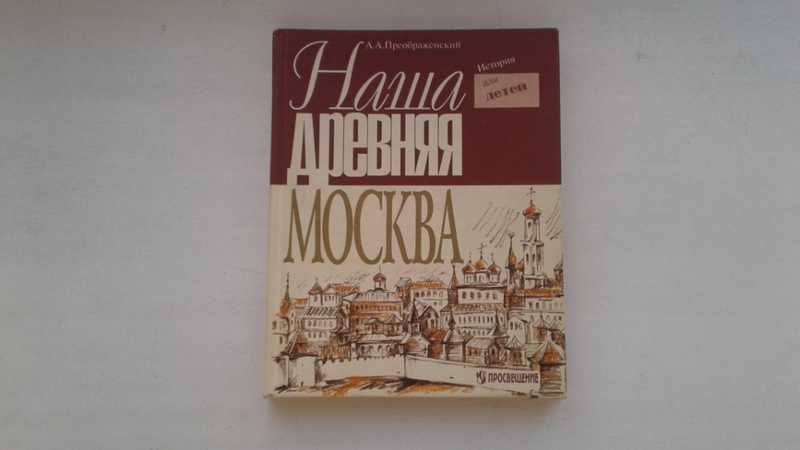 А.А.Преображенский
Наша
древняя
МОСКВА
История
для
детей
ПРОСВЕЩЕНИЕ